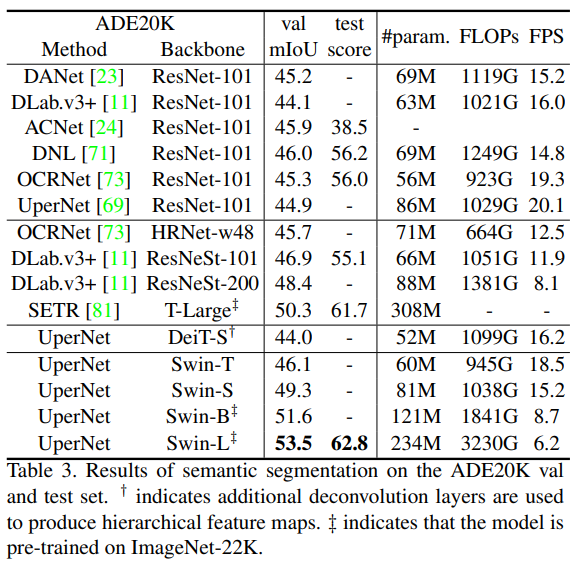 ADE20K val test #param. FLOPs FPS
Method Backbone mIoU score
DANet [23] ResNet-101 45.2 - 69M 1119G 15.2
DLab.v3+ [11] ResNet-101 44.1 - 63M 1021G 16.0
ACNet [24] ResNet-101 45.9 38.5 -
DNL [71] ResNet-101 46.0 56.2 69M 1249G 14.8
OCRNet [73] ResNet-101 45.3 56.0 56M 923G 19.3
UperNet [69] ResNet-101 44.9 - 86M 1029G 20.1
OCRNet [73] HRNet-w48 45.7 - 71M 664G 12.5
DLab.v3+ [11] ResNeSt-101 46.9 55.1 66M 1051G 11.9
DLab.v3+ [11] ResNeSt-200 48.4 - 88M 1381G 8.1
SETR [81] T-Large‡ 50.3 61.7 308M - -
UperNet DeiT-S† 44.0 - 52M 1099G 16.2
UperNet Swin-T 46.1 - 60M 945G 18.5
UperNet Swin-S 49.3 - 81M 1038G 15.2
UperNet Swin-B‡ 51.6 - 121M 1841G 8.7
UperNet Swin-L‡ 53.5 62.8 234M 3230G 6.2
Table 3. Results of semantic segmentation on the ADE20K val
and test set. † indicates additional deconvolution layers are used
to produce hierarchical feature maps. ‡ indicates that the model is
pre-trained on ImageNet-22K.